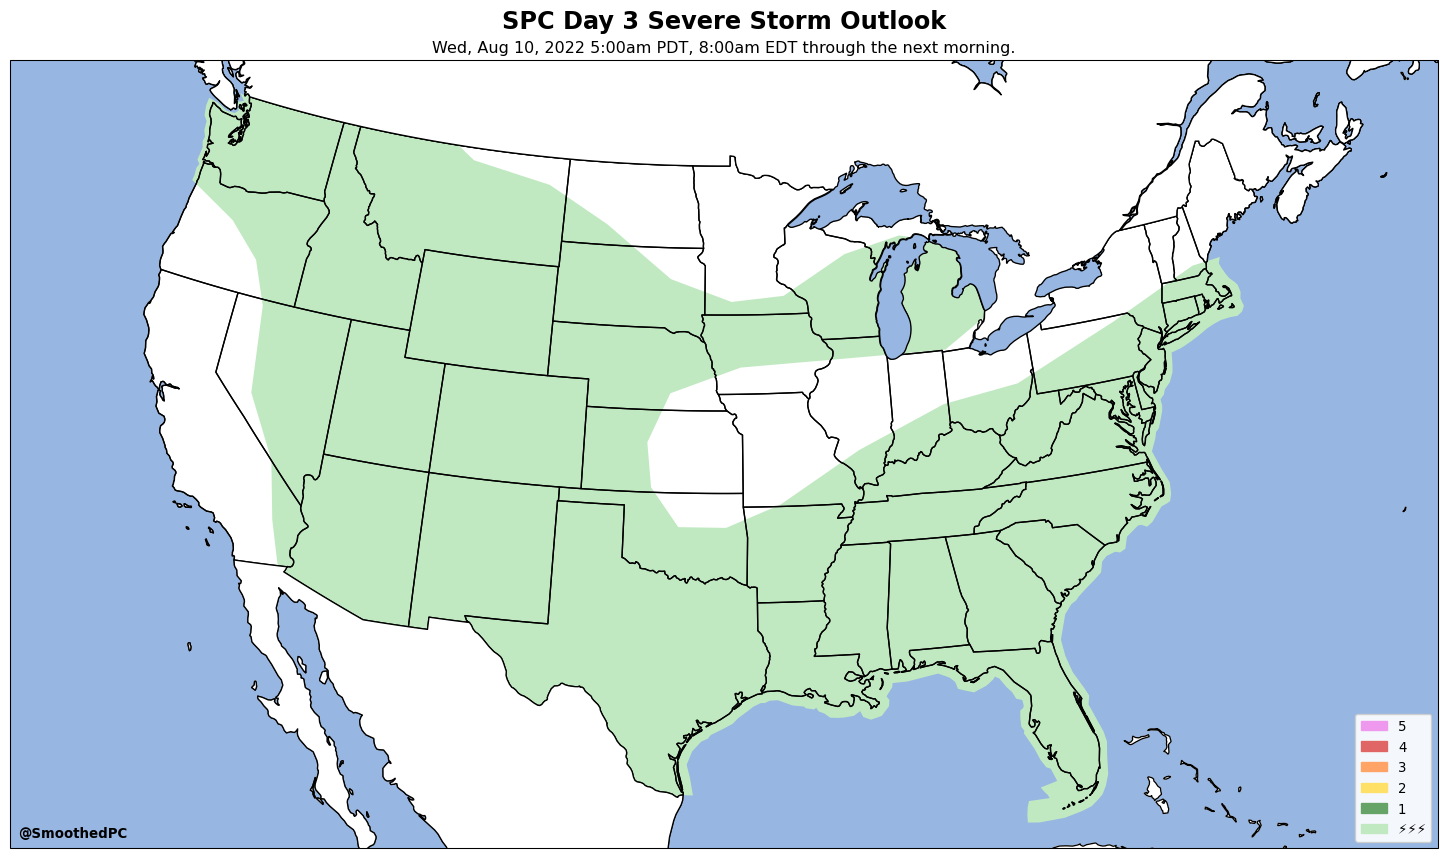 SPC Day 3 Severe Storm Outlook
Wed, Aug 10, 2022 5:00am PDT, 8:00am EDT through the next morning.
5
4
3
2
1
⚡⚡⚡
@SmoothedPC